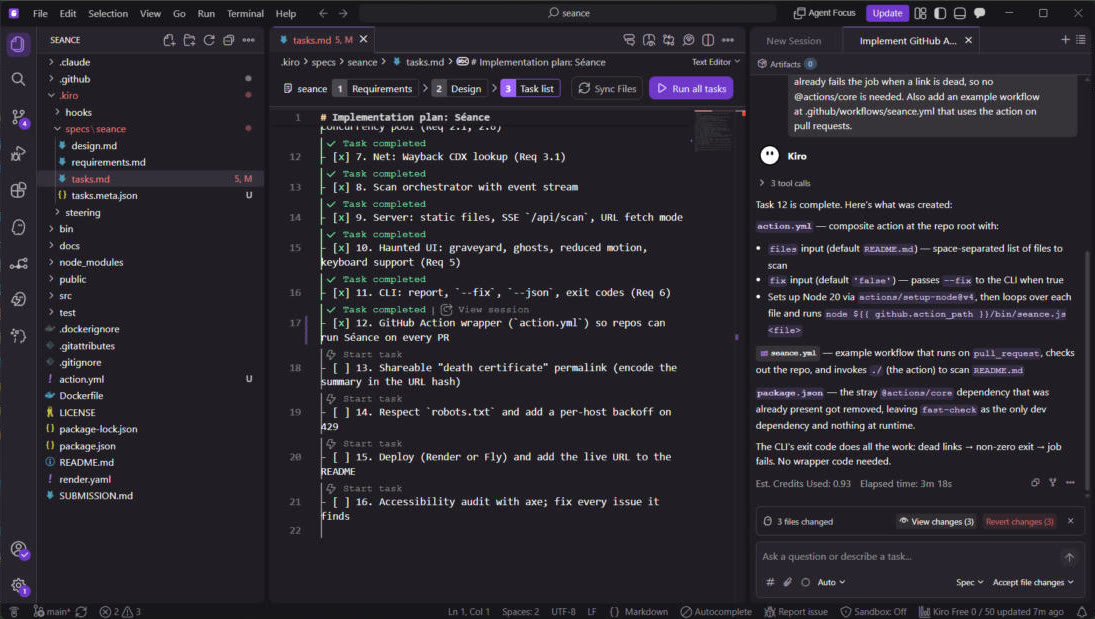 File Edit Selection View Go Run Terminal Help
seance
Agent Focus
Update
SEANCE
.claude
.github
.kiro
hooks
specs \ seance
design.md
requirements.md
tasks.md 5, M
tasks.meta.json U
steering
bin
docs
node_modules
public
src
test
.dockerignore
.gitattributes
.gitignore
action.yml U
Dockerfile
LICENSE
package-lock.json
package.json
README.md
render.yaml
SUBMISSION.md
tasks.md 5, M
.kiro > specs > seance > tasks.md > # Implementation plan: Séance
Text Editor
seance 1 Requirements 2 Design 3 Task list Sync Files Run all tasks
1 # Implementation plan: Séance
concurrency pool (Req 2.1, 2.6)
Task completed
12 - [x] 7. Net: Wayback CDX lookup (Req 3.1)
Task completed
13 - [x] 8. Scan orchestrator with event stream
Task completed
14 - [x] 9. Server: static files, SSE `/api/scan`, URL fetch mode
Task completed
15 - [x] 10. Haunted UI: graveyard, ghosts, reduced motion,
keyboard support (Req 5)
Task completed
16 - [x] 11. CLI: report, `--fix`, `--json`, exit codes (Req 6)
Task completed | View session
17 - [x] 12. GitHub Action wrapper (`action.yml`) so repos can
run Séance on every PR
Start task
18 - [ ] 13. Shareable "death certificate" permalink (encode the
summary in the URL hash)
Start task
19 - [ ] 14. Respect `robots.txt` and add a per-host backoff on
429
Start task
20 - [ ] 15. Deploy (Render or Fly) and add the live URL to the
README
Start task
21 - [ ] 16. Accessibility audit with axe; fix every issue it
finds
22
New Session
Implement GitHub A...
Artifacts 0
already fails the job when a link is dead, so no
@actions/core is needed. Also add an example workflow
at .github/workflows/seance.yml that uses the action on
pull requests.
Kiro
3 tool calls
Task 12 is complete. Here's what was created:
action.yml — composite action at the repo root with:
• files input (default README.md) — space-separated list of files to
scan
• fix input (default 'false') — passes --fix to the CLI when true
• Sets up Node 20 via actions/setup-node@v4, then loops over each
file and runs node ${{ github.action_path }}/bin/seance.js
<file>
seance.yml — example workflow that runs on pull_request, checks
out the repo, and invokes ./ (the action) to scan README.md
package.json — the stray @actions/core dependency that was
already present got removed, leaving fast-check as the only dev
dependency and nothing at runtime.
The CLI's exit code does all the work: dead links → non-zero exit → job
fails. No wrapper code needed.
Est. Credits Used: 0.93 Elapsed time: 3m 18s
3 files changed
View changes (3)
Revert changes (3)
Ask a question or describe a task...
# Auto
Spec
Accept file changes
4
1
main*
2 3
Ln 1, Col 1 Spaces: 2 UTF-8 LF {} Markdown Autocomplete Report issue Sandbox: Off Kiro Free 0 / 50 updated 7m ago